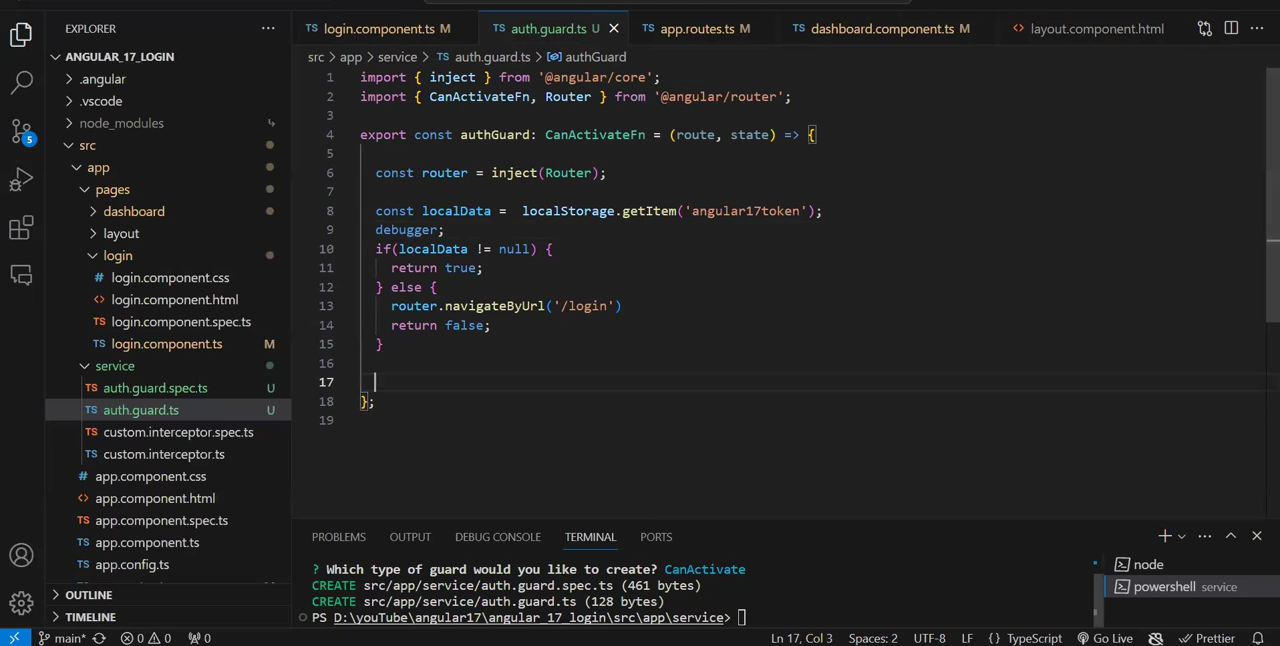 EXPLORER
ANGULAR_17_LOGIN
.angular
.vscode
node_modules
src
app
pages
dashboard
layout
login
login.component.css
login.component.html
login.component.spec.ts
login.component.ts M
service
auth.guard.spec.ts U
auth.guard.ts U
custom.interceptor.spec.ts
custom.interceptor.ts
app.component.css
app.component.html
app.component.spec.ts
app.component.ts
app.config.ts
OUTLINE
TIMELINE
5
TS login.component.ts M
TS auth.guard.ts U
TS app.routes.ts M
TS dashboard.component.ts M
layout.component.html
src > app > service > TS auth.guard.ts > authGuard
1 import { inject } from '@angular/core';
2 import { CanActivateFn, Router } from '@angular/router';
3
4 export const authGuard: CanActivateFn = (route, state) => {
5
6 const router = inject(Router);
7
8 const localData =  localStorage.getItem('angular17token');
9 debugger;
10 if(localData != null) {
11 return true;
12 } else {
13 router.navigateByUrl('/login')
14 return false;
15 }
16
17
18 };
19
PROBLEMS OUTPUT DEBUG CONSOLE TERMINAL PORTS
? Which type of guard would you like to create? CanActivate
CREATE src/app/service/auth.guard.spec.ts (461 bytes)
CREATE src/app/service/auth.guard.ts (128 bytes)
PS D:\youTube\angular17\angular_17_login\src\app\service>
node
powershell service
main* 0 0 0 Ln 17, Col 3 Spaces: 2 UTF-8 LF {} TypeScript Go Live Prettier